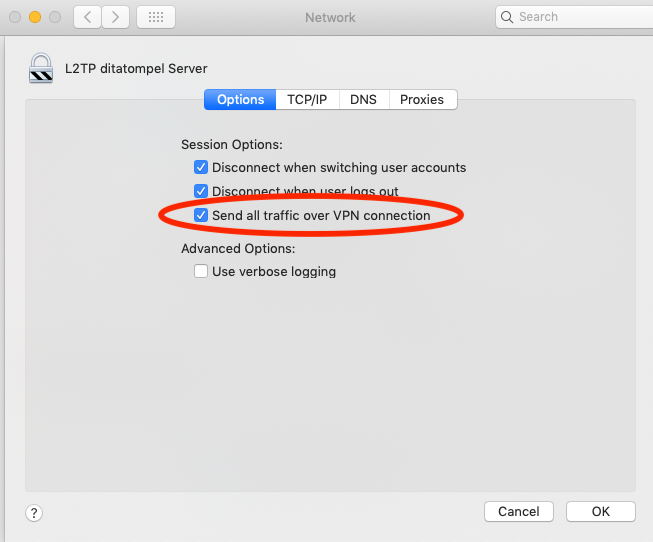 Network
Search
L2TP ditatompel Server
Options TCP/IP DNS Proxies
Session Options:
Disconnect when switching user accounts
Disconnect when user logs out
Send all traffic over VPN connection
Advanced Options:
Use verbose logging
?
Cancel OK